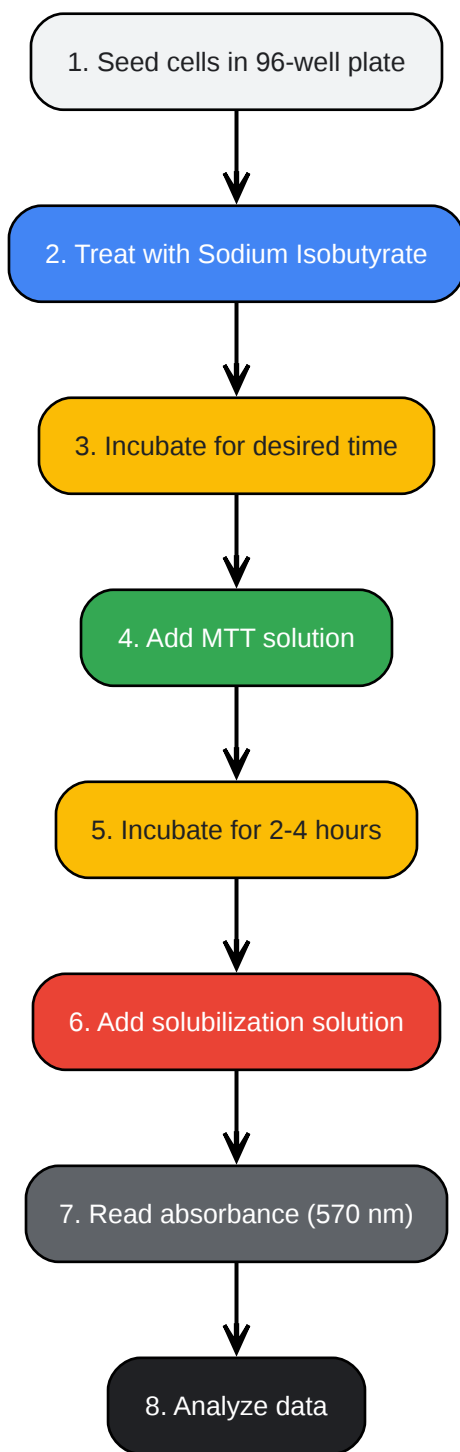 1. Seed cells in 96-well plate
2. Treat with Sodium Isobutyrate
3. Incubate for desired time
4. Add MTT solution
5. Incubate for 2-4 hours
6. Add solubilization solution
7. Read absorbance (570 nm)
8. Analyze data